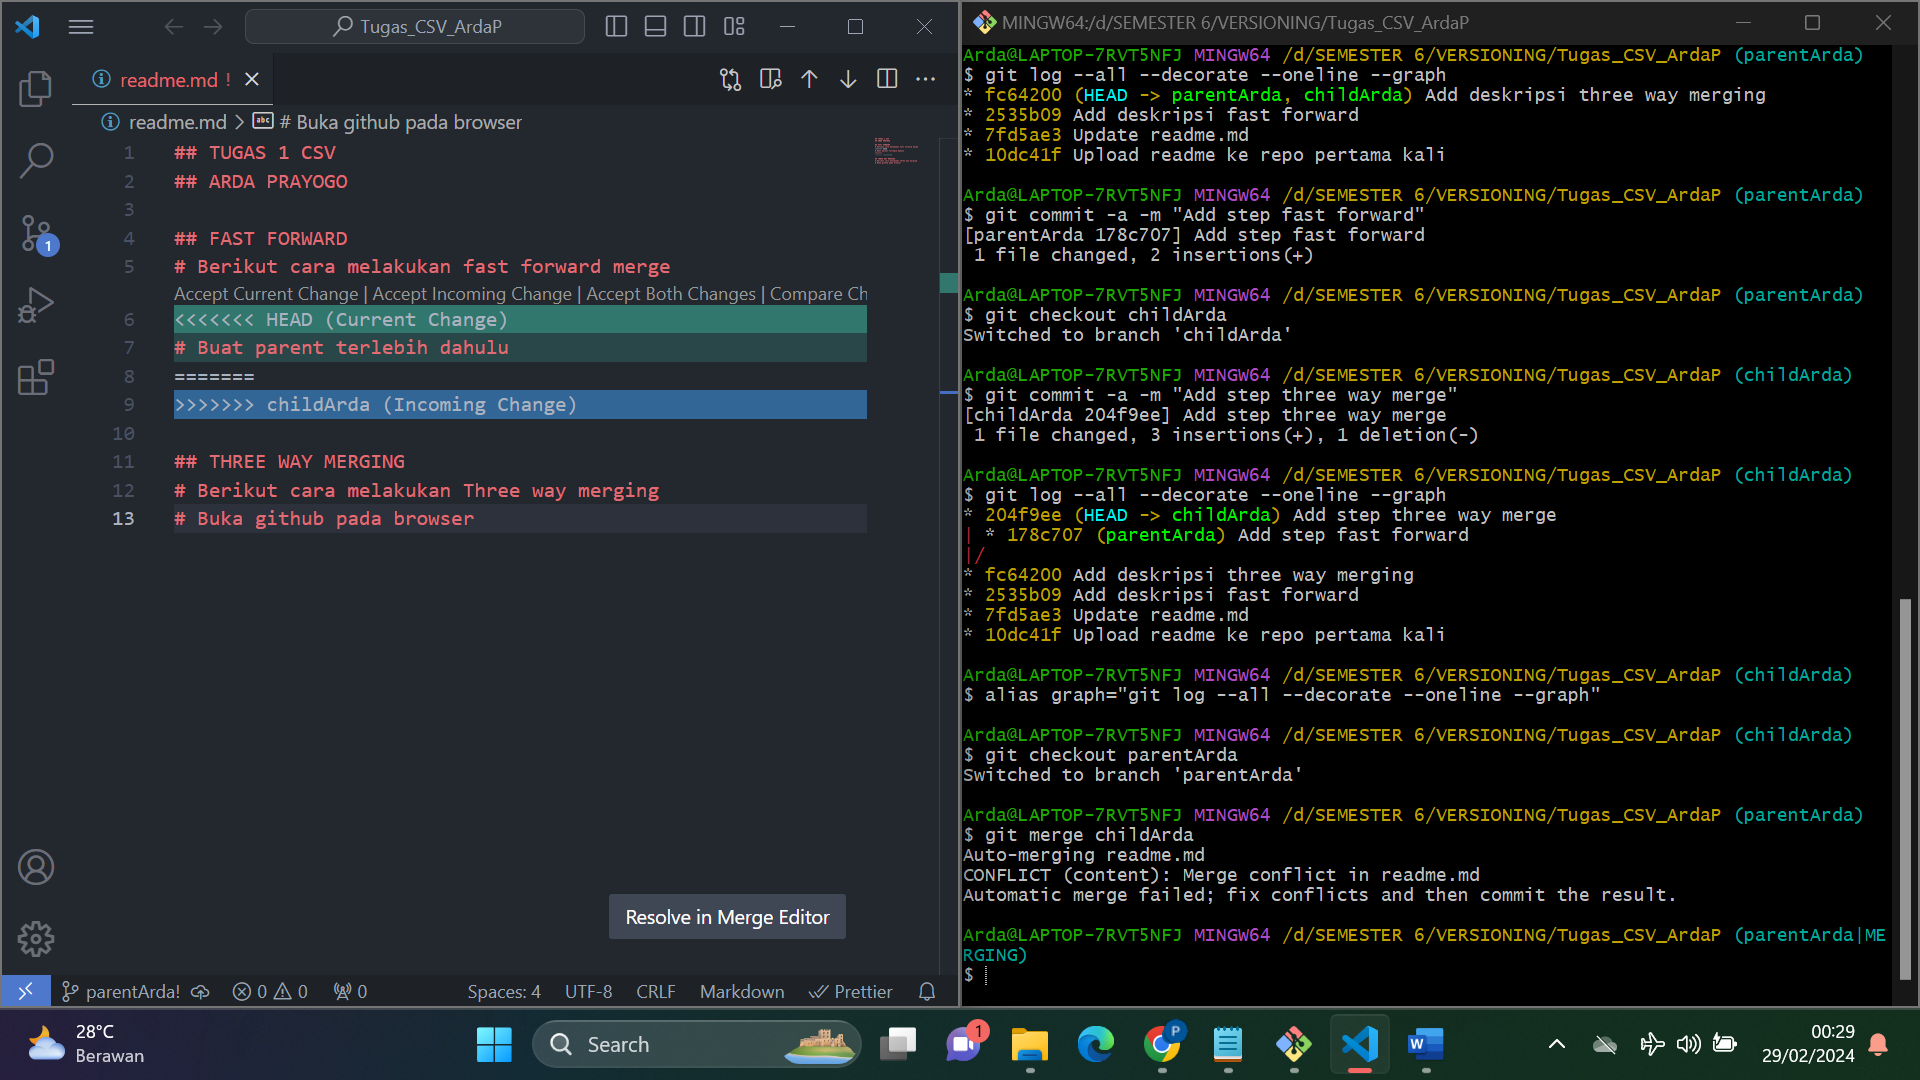 Tugas_CSV_ArdaP
readme.md !
readme.md > # Buka github pada browser
1 ## TUGAS 1 CSV
2 ## ARDA PRAYOGO
3
4 ## FAST FORWARD
5 # Berikut cara melakukan fast forward merge
Accept Current Change | Accept Incoming Change | Accept Both Changes | Compare Ch
6 <<<<<<< HEAD (Current Change)
7 # Buat parent terlebih dahulu
8 =======
9 >>>>>>> childArda (Incoming Change)
10
11 ## THREE WAY MERGING
12 # Berikut cara melakukan Three way merging
13 # Buka github pada browser
1
Resolve in Merge Editor
parentArda! 0 0 0 Spaces: 4 UTF-8 CRLF Markdown Prettier
MINGW64:/d/SEMESTER 6/VERSIONING/Tugas_CSV_ArdaP
Arda@LAPTOP-7RVT5NFJ MINGW64 /d/SEMESTER 6/VERSIONING/Tugas_CSV_ArdaP (parentArda)
$ git log --all --decorate --oneline --graph
* fc64200 (HEAD -> parentArda, childArda) Add deskripsi three way merging
* 2535b09 Add deskripsi fast forward
* 7fd5ae3 Update readme.md
* 10dc41f Upload readme ke repo pertama kali
Arda@LAPTOP-7RVT5NFJ MINGW64 /d/SEMESTER 6/VERSIONING/Tugas_CSV_ArdaP (parentArda)
$ git commit -a -m "Add step fast forward"
[parentArda 178c707] Add step fast forward
1 file changed, 2 insertions(+)
Arda@LAPTOP-7RVT5NFJ MINGW64 /d/SEMESTER 6/VERSIONING/Tugas_CSV_ArdaP (parentArda)
$ git checkout childArda
Switched to branch 'childArda'
Arda@LAPTOP-7RVT5NFJ MINGW64 /d/SEMESTER 6/VERSIONING/Tugas_CSV_ArdaP (childArda)
$ git commit -a -m "Add step three way merge"
[childArda 204f9ee] Add step three way merge
1 file changed, 3 insertions(+), 1 deletion(-)
Arda@LAPTOP-7RVT5NFJ MINGW64 /d/SEMESTER 6/VERSIONING/Tugas_CSV_ArdaP (childArda)
$ git log --all --decorate --oneline --graph
* 204f9ee (HEAD -> childArda) Add step three way merge
| * 178c707 (parentArda) Add step fast forward
|/
* fc64200 Add deskripsi three way merging
* 2535b09 Add deskripsi fast forward
* 7fd5ae3 Update readme.md
* 10dc41f Upload readme ke repo pertama kali
Arda@LAPTOP-7RVT5NFJ MINGW64 /d/SEMESTER 6/VERSIONING/Tugas_CSV_ArdaP (childArda)
$ alias graph="git log --all --decorate --oneline --graph"
Arda@LAPTOP-7RVT5NFJ MINGW64 /d/SEMESTER 6/VERSIONING/Tugas_CSV_ArdaP (childArda)
$ git checkout parentArda
Switched to branch 'parentArda'
Arda@LAPTOP-7RVT5NFJ MINGW64 /d/SEMESTER 6/VERSIONING/Tugas_CSV_ArdaP (parentArda)
$ git merge childArda
Auto-merging readme.md
CONFLICT (content): Merge conflict in readme.md
Automatic merge failed; fix conflicts and then commit the result.
Arda@LAPTOP-7RVT5NFJ MINGW64 /d/SEMESTER 6/VERSIONING/Tugas_CSV_ArdaP (parentArda|ME
RGING)
$
28°C
Berawan
Search
1
P
W
00:29
29/02/2024